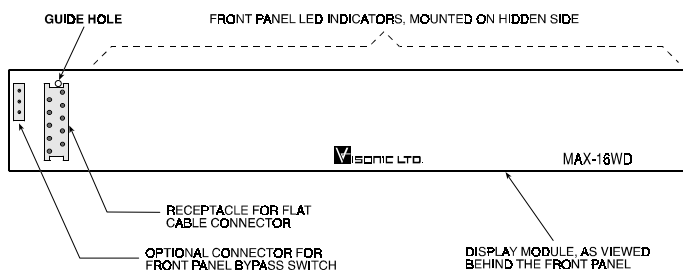 GUIDE HOLE
FRONT PANEL LED INDICATORS, MOUNTED ON HIDDEN SIDE
VISONIC LTD.
MAX-16WD
RECEPTACLE FOR FLAT
CABLE CONNECTOR
OPTIONAL CONNECTOR FOR
FRONT PANEL BYPASS SWITCH
DISPLAY MODULE, AS VIEWED
BEHIND THE FRONT PANEL